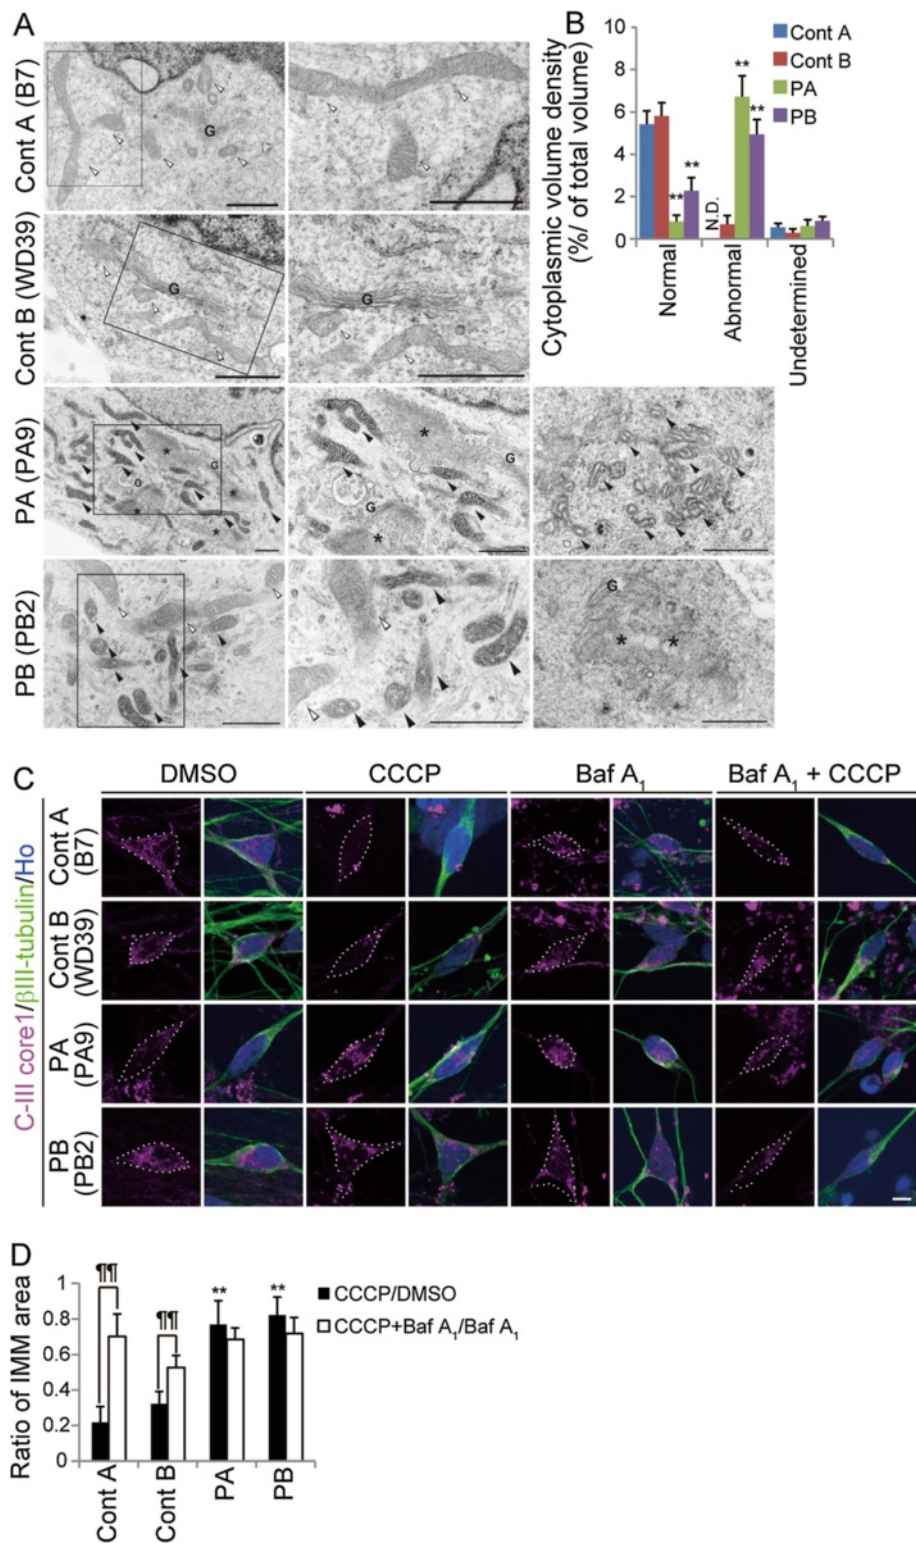 A
Cont A (B7)
G
Cont B (WD39)
G
G
PA (PA9)
*
G
G
*
*
*
*
G
G
*
PB (PB2)
G
*
*
B
Cytoplasmic volume density
(%/ of total volume)
10
8
6
4
2
0
Cont A
Cont B
PA
PB
**
**
N.D.
**
**
Normal
Abnormal
Undetermined
C
DMSO
CCCP
Baf A1
Baf A1 + CCCP
C-III core1/βIII-tubulin/Ho
Cont A
(B7)
Cont B
(WD39)
PA
(PA9)
PB
(PB2)
D
Ratio of IMM area
1
0.8
0.6
0.4
0.2
0
¶¶
¶¶
**
**
CCCP/DMSO
CCCP+Baf A1/Baf A1
Cont A
Cont B
PA
PB